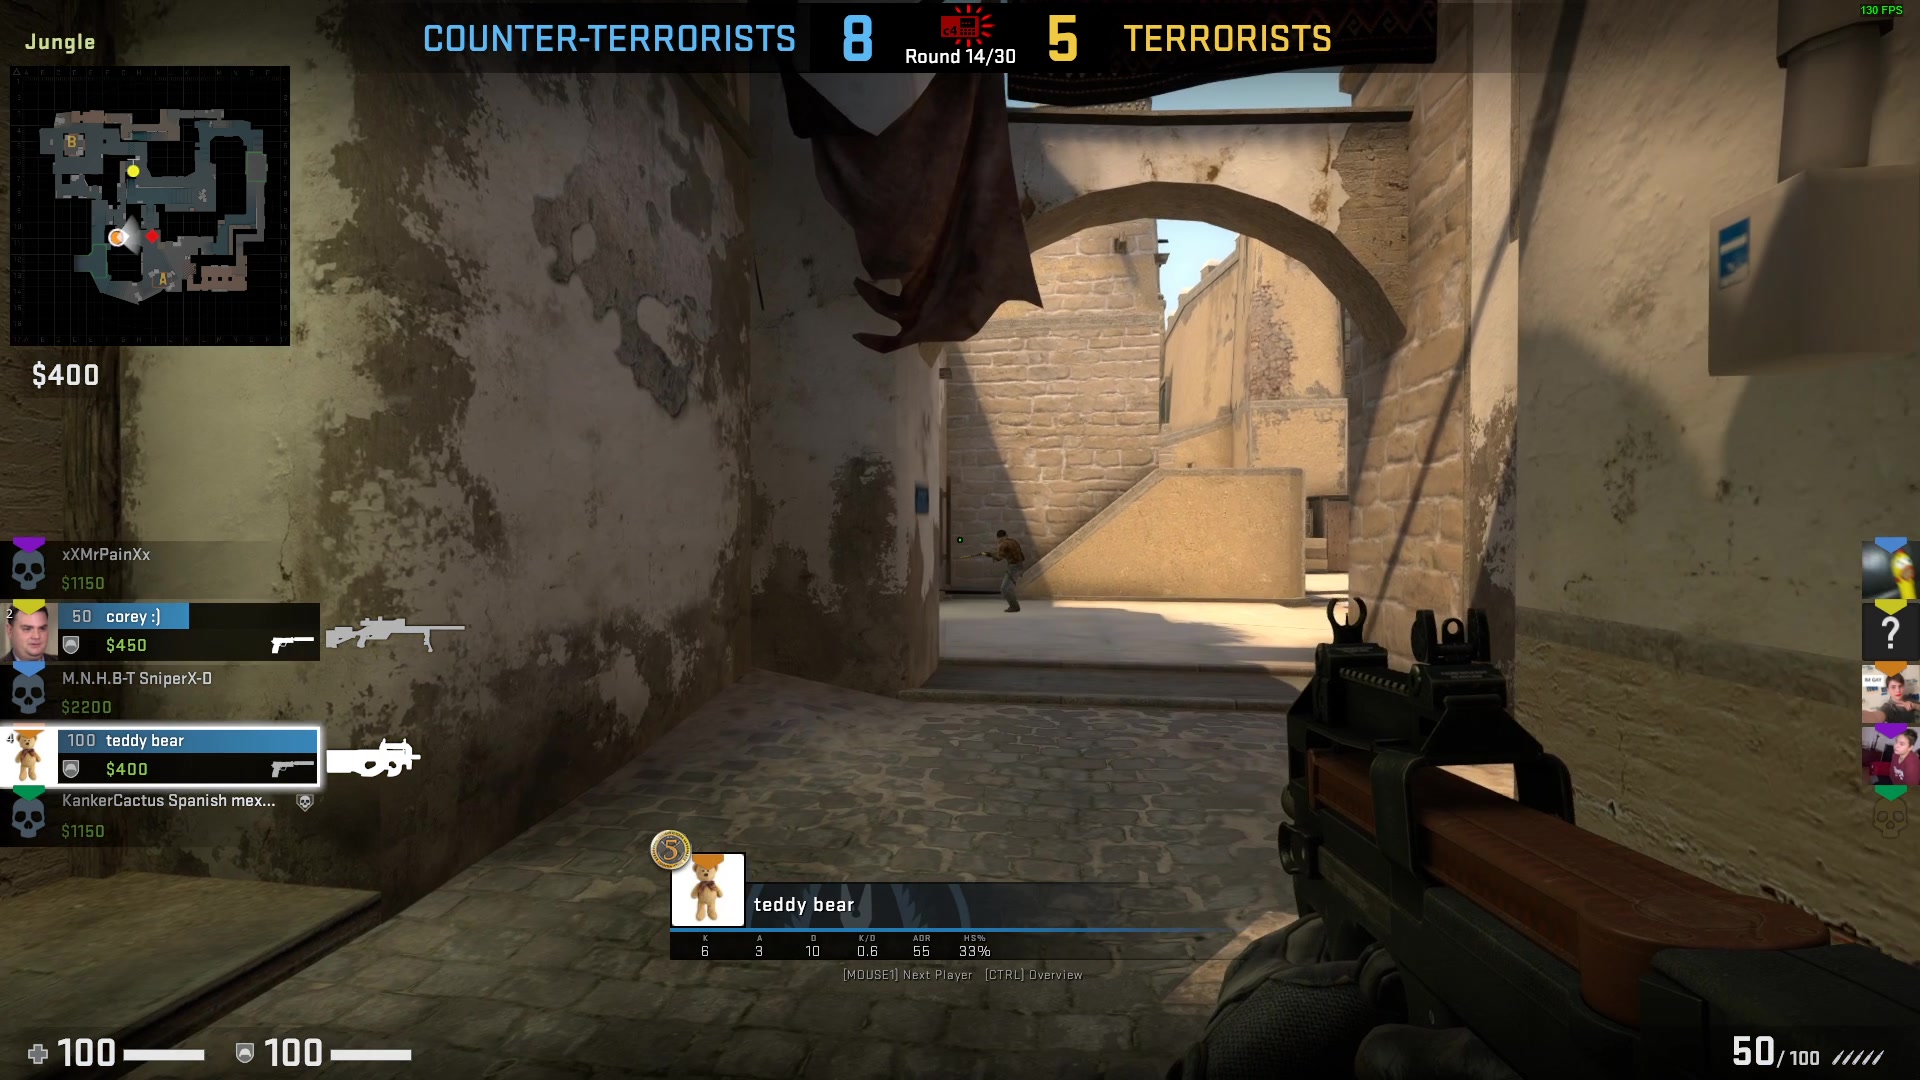 130 FPS
Jungle
COUNTER-TERRORISTS 8 5 TERRORISTS
Round 14/30
B
A
$400
xXMrPainXx
$1150
2
50 corey :)
$450
M.N.H.B-T SniperX-D
$2200
4
100 teddy bear
$400
KankerCactus Spanish mex...
$1150
?
5
teddy bear
K A D K/D ADR HS%
6 3 10 0.6 55 33%
[MOUSE1] Next Player [CTRL] Overview
100 100
50/ 100